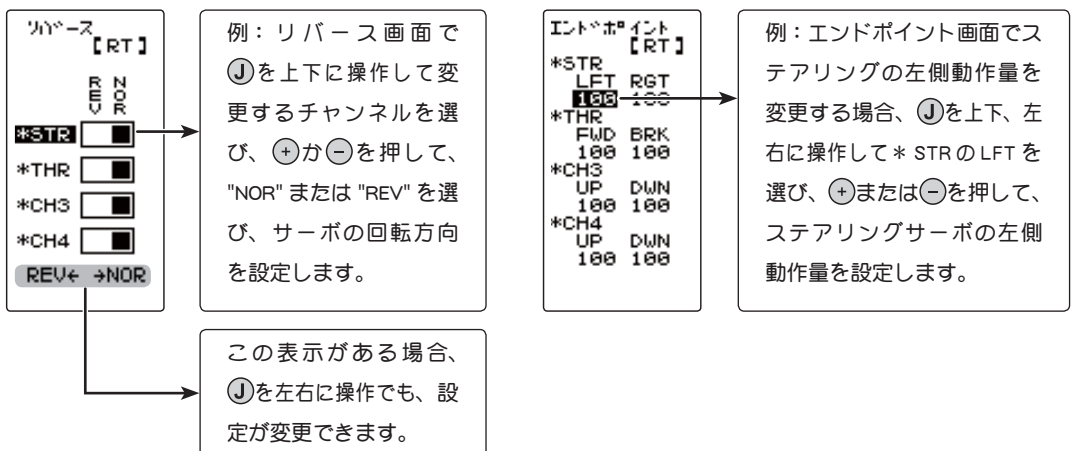 リバース
【RT】
REV NOR
*STR
*THR
*CH3
*CH4
REV← →NOR
例：リバース画面で
Jを上下に操作して変
更するチャンネルを選
び、+か-を押して、
"NOR" または "REV" を選
び、サーボの回転方向
を設定します。
この表示がある場合、
Jを左右に操作でも、設
定が変更できます。
エンドポイント
【RT】
*STR
LFT RGT
100 100
*THR
FWD BRK
100 100
*CH3
UP DWN
100 100
*CH4
UP DWN
100 100
例：エンドポイント画面でス
テアリングの左側動作量を
変更する場合、Jを上下、左
右に操作して＊ STR の LFT を
選び、+または-を押して、
ステアリングサーボの左側
動作量を設定します。